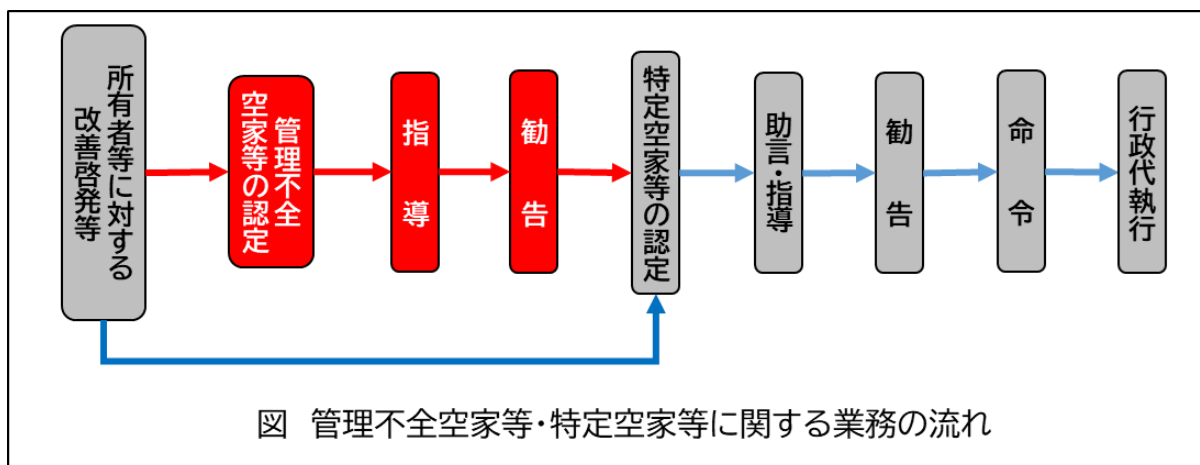 所有者等に対する
改善啓発等
管理不全
空家等の認定
指導
勧告
特定空家等の認定
助言・指導
勧告
命令
行政代執行
図 管理不全空家等・特定空家等に関する業務の流れ